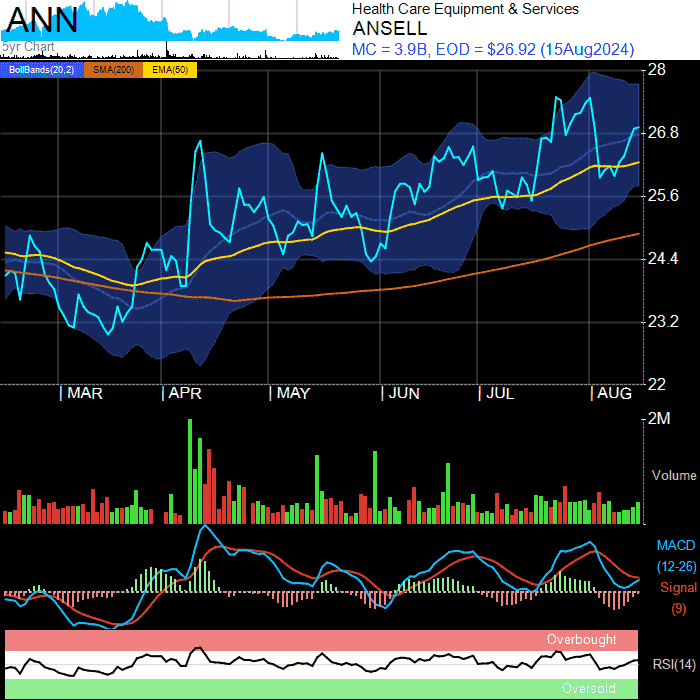 ANN
5yr Chart
Health Care Equipment & Services
ANSELL
MC = 3.9B, EOD = $26.92 (15Aug2024)
BollBands(20,2) SMA(200) EMA(50)
28
26.8
25.6
24.4
23.2
22
MAR APR MAY JUN JUL AUG
2M
Volume
MACD
(12-26)
Signal
(9)
Overbought
RSI(14)
Oversold